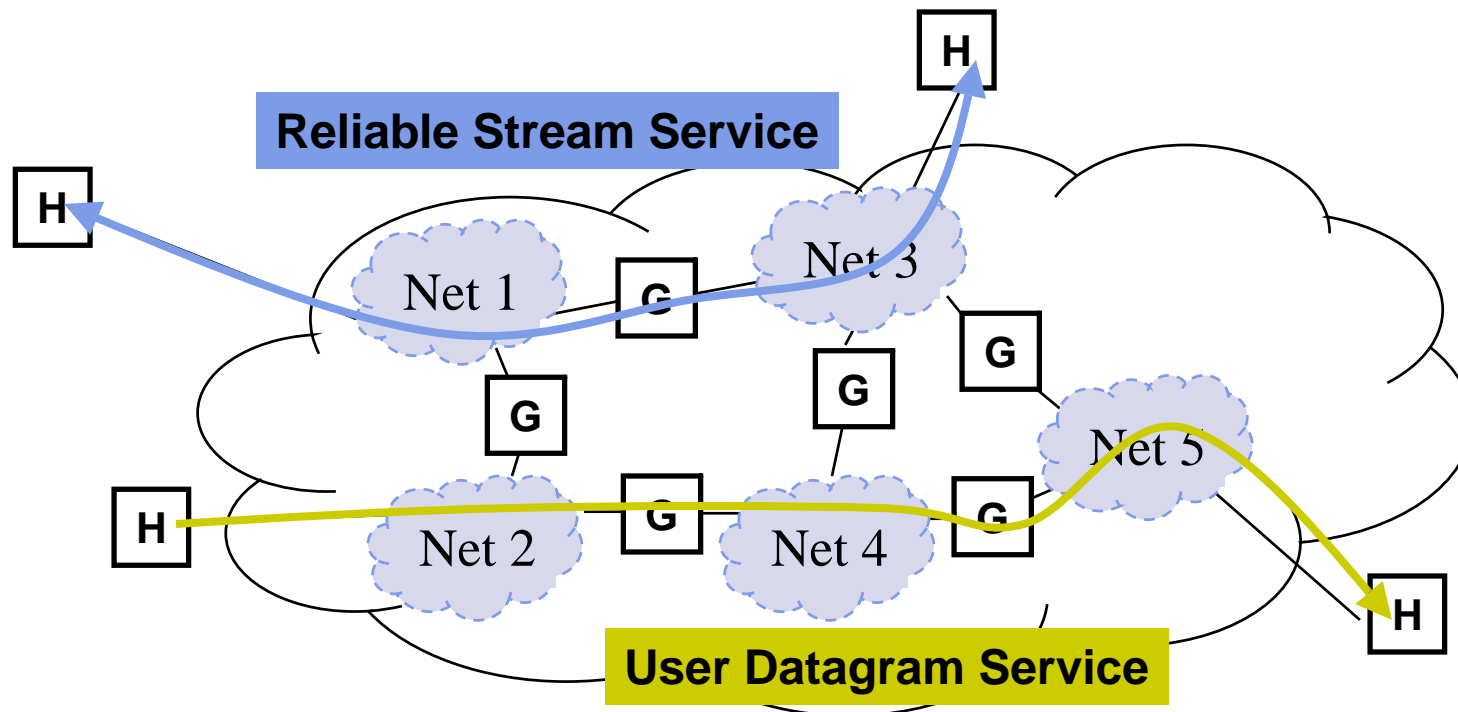 H
Reliable Stream Service
H
Net 3
Net 1
G
G
G
G
Net 5
H
G
G
Net 2
Net 4
H
User Datagram Service